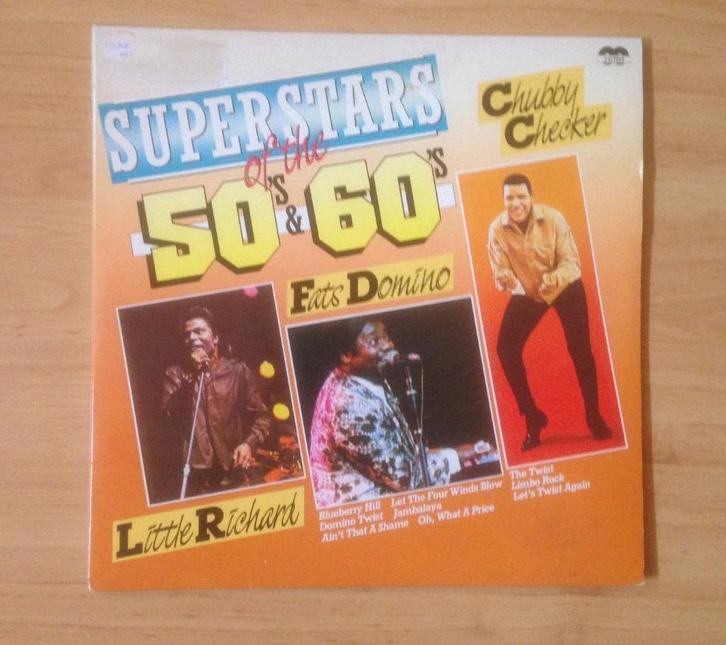 SUPERSTARS
of the
50's & 60's
Chubby
Checker
Fats Domino
Little Richard
Blueberry Hill Let The Four Winds Blow
Domino Twist Jambalaya
Ain't That A Shame Oh, What A Price
The Twist
Limbo Rock
Let's Twist Again